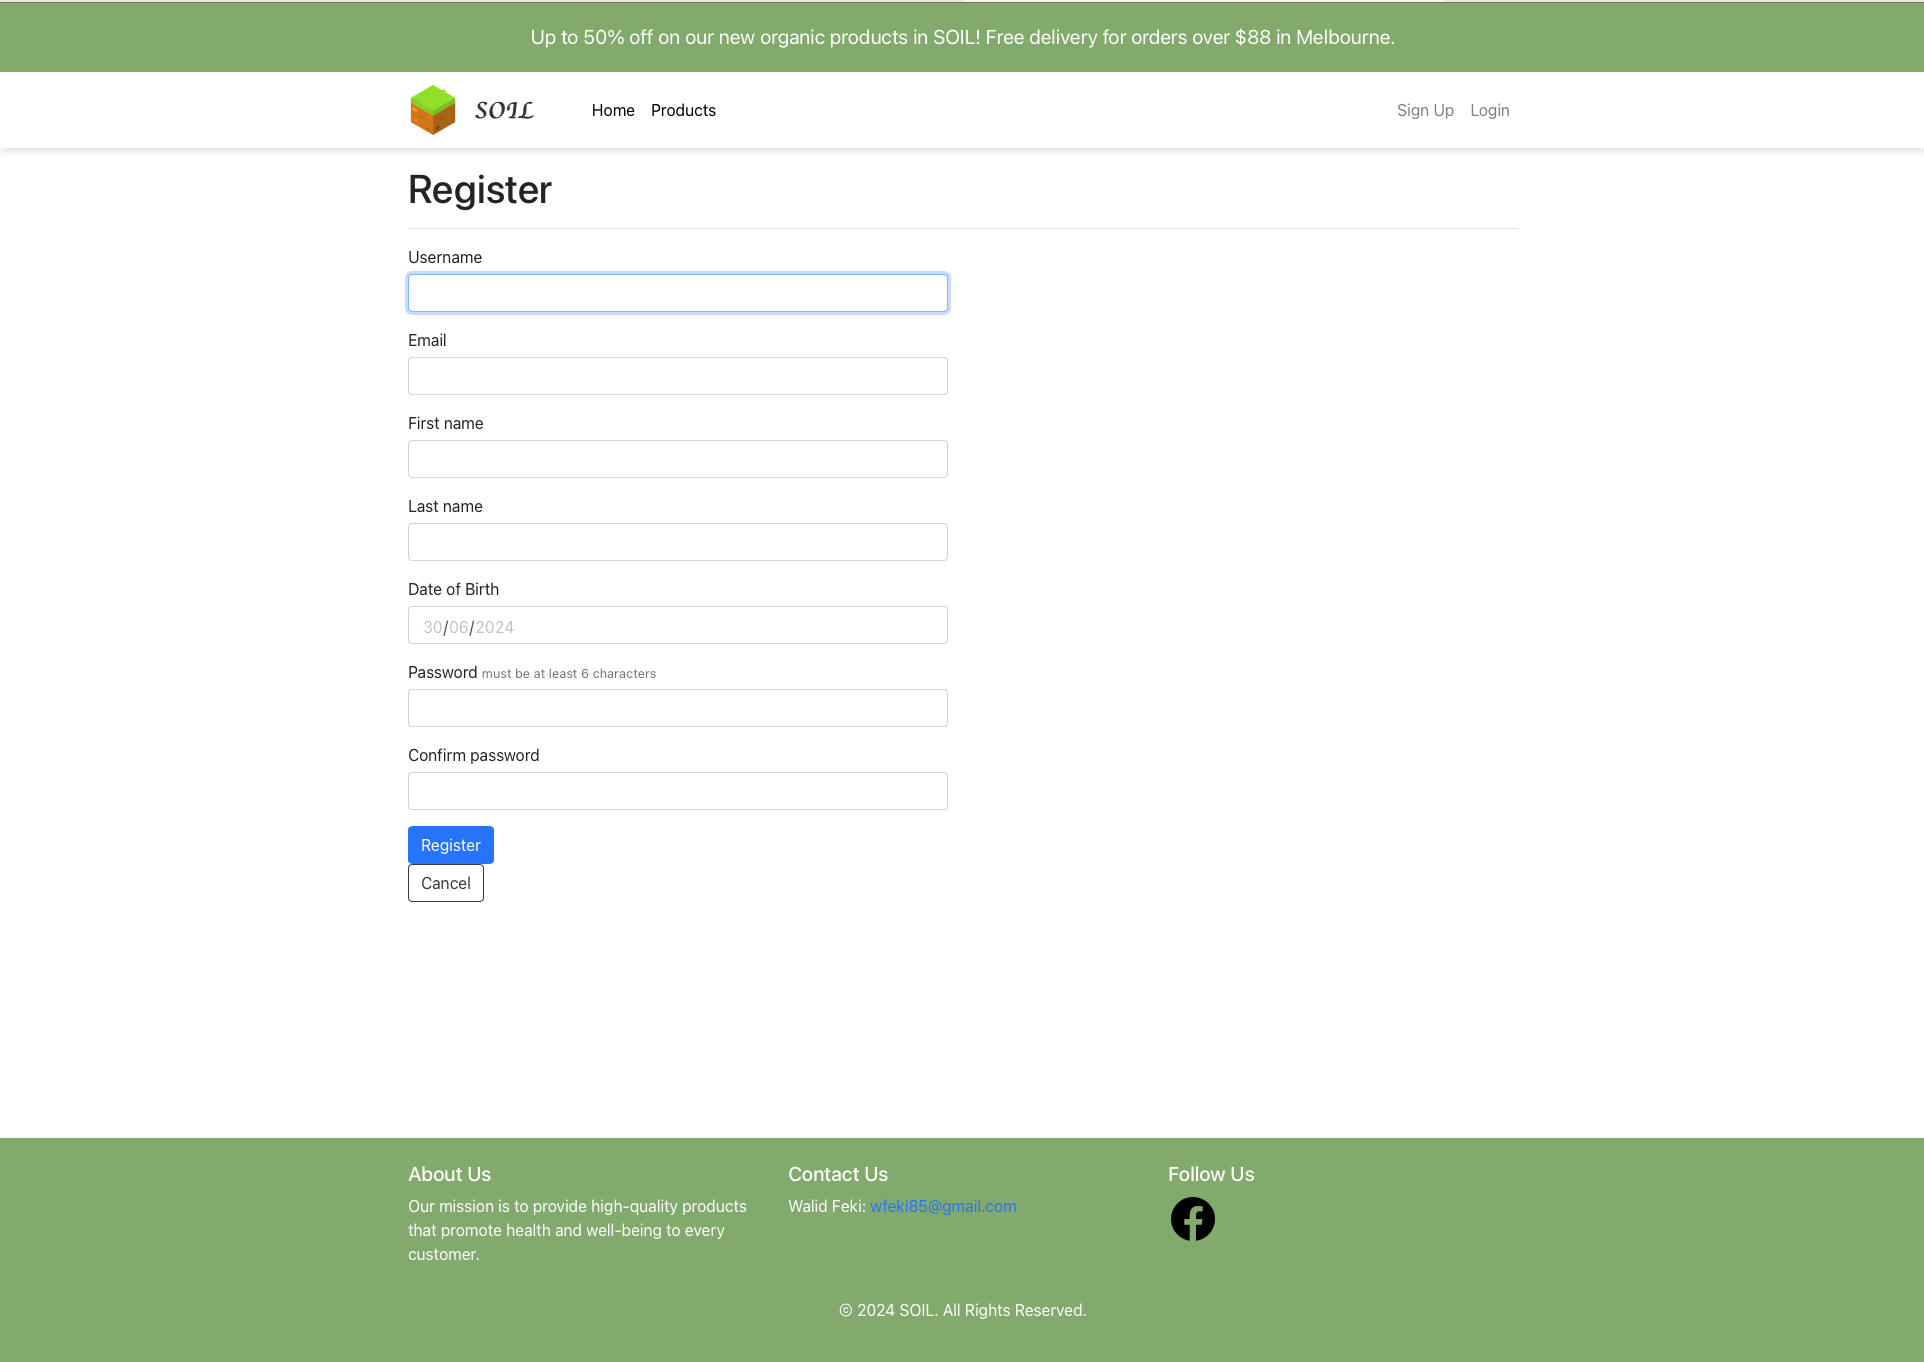 Up to 50% off on our new organic products in SOIL! Free delivery for orders over $88 in Melbourne.
SOIL Home Products Sign Up Login
Register
Username
Email
First name
Last name
Date of Birth
30/06/2024
Password must be at least 6 characters
Confirm password
Register
Cancel
About Us
Our mission is to provide high-quality products
that promote health and well-being to every
customer.
Contact Us
Walid Feki: wfeki85@gmail.com
Follow Us
© 2024 SOIL. All Rights Reserved.